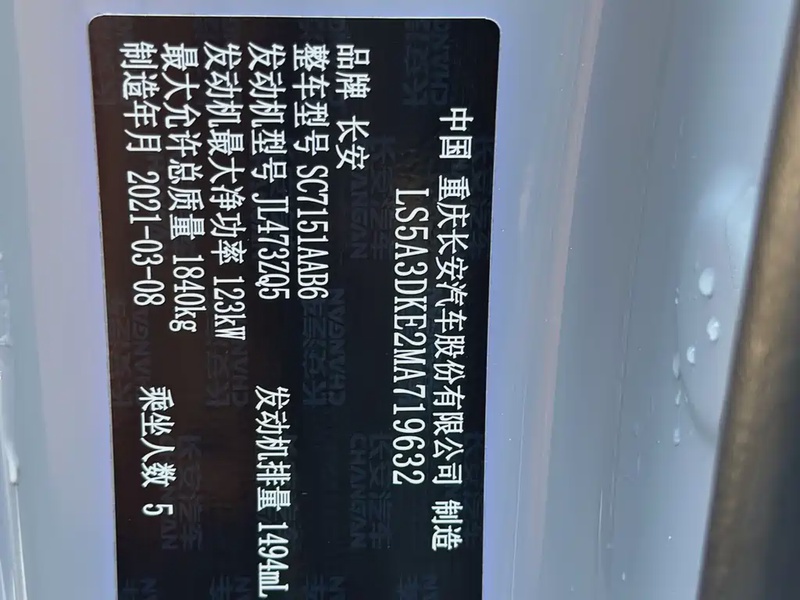 中国 重庆长安汽车股份有限公司 制造
LS5A3DKE2MA719632
品牌 长安
整车型号 SC7151AAB6
发动机型号 JL473ZQ5 发动机排量 1494mL
发动机最大净功率 123kW
最大允许总质量 1840kg
制造年月 2021-03-08 乘坐人数 5